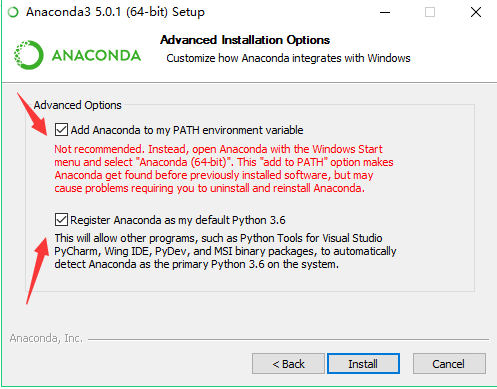 Anaconda3 5.0.1 (64-bit) Setup
Advanced Installation Options
ANACONDA
Customize how Anaconda integrates with Windows
Advanced Options
Add Anaconda to my PATH environment variable
Not recommended. Instead, open Anaconda with the Windows Start
menu and select "Anaconda (64-bit)". This "add to PATH" option makes
Anaconda get found before previously installed software, but may
cause problems requiring you to uninstall and reinstall Anaconda.
Register Anaconda as my default Python 3.6
This will allow other programs, such as Python Tools for Visual Studio
PyCharm, Wing IDE, PyDev, and MSI binary packages, to automatically
detect Anaconda as the primary Python 3.6 on the system.
Anaconda, Inc.
< Back
Install
Cancel